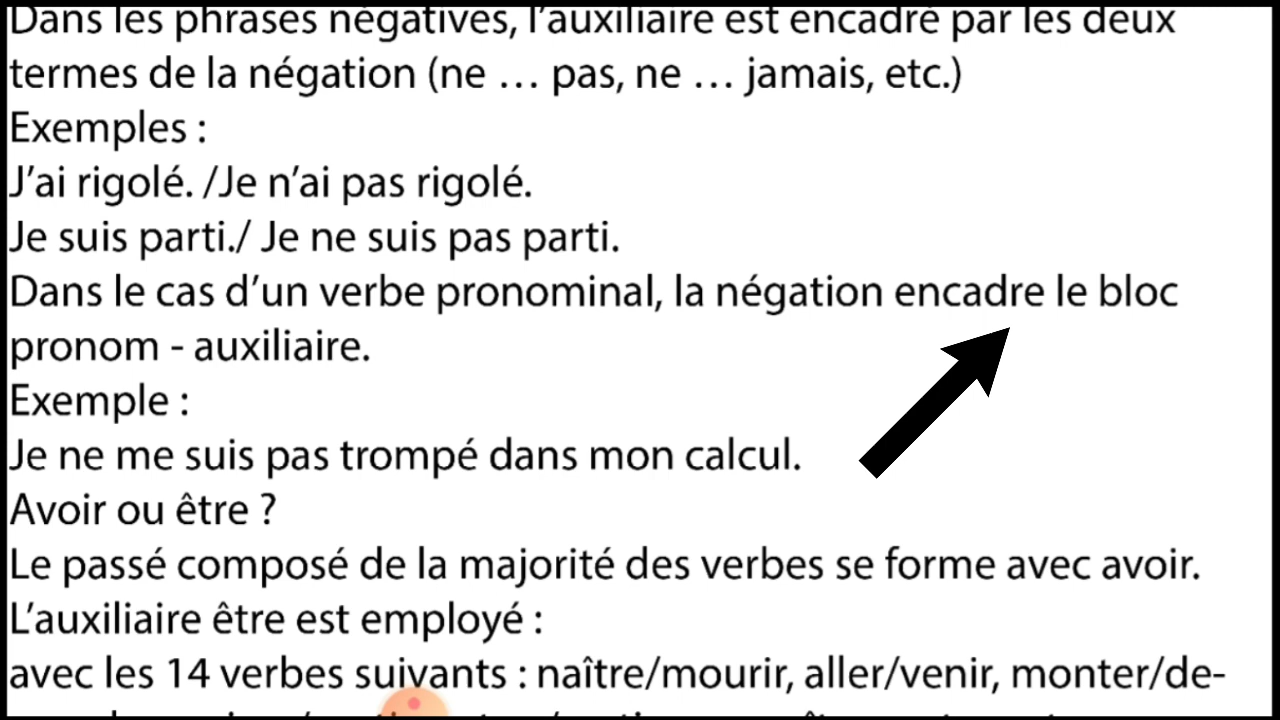 Dans les phrases négatives, l’auxiliaire est encadré par les deux
termes de la négation (ne … pas, ne … jamais, etc.)
Exemples :
J’ai rigolé. /Je n’ai pas rigolé.
Je suis parti./ Je ne suis pas parti.
Dans le cas d’un verbe pronominal, la négation encadre le bloc
pronom - auxiliaire.
Exemple :
Je ne me suis pas trompé dans mon calcul.
Avoir ou être ?
Le passé composé de la majorité des verbes se forme avec avoir.
L’auxiliaire être est employé :
avec les 14 verbes suivants : naître/mourir, aller/venir, monter/de-